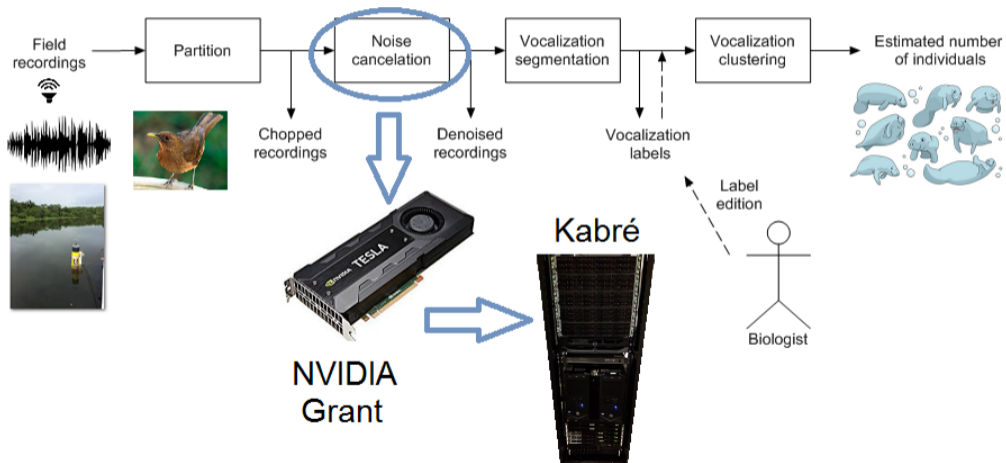 Field
recordings
Partition
Noise
cancelation
Vocalization
segmentation
Vocalization
clustering
Estimated number
of individuals
Chopped
recordings
Denoised
recordings
Vocalization
labels
Label
edition
Biologist
NVIDIA
TESLA
Kabré
NVIDIA
Grant